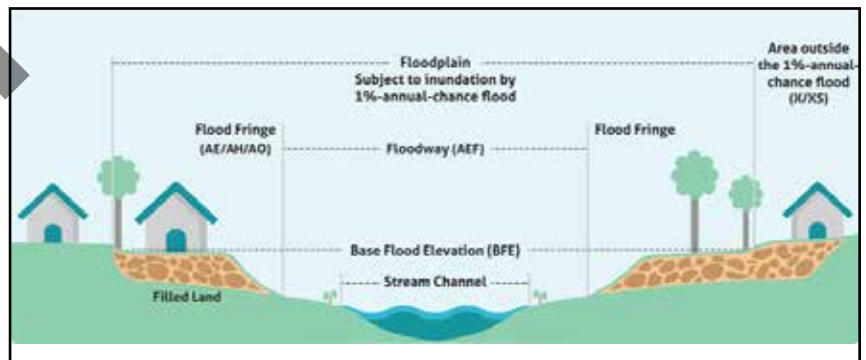 Floodplain
Subject to inundation by
1%-annual-chance flood
Area outside
the 1%-annual-
chance flood
(X/XS)
Flood Fringe
(AE/AH/AO)
Floodway (AEF)
Flood Fringe
Base Flood Elevation (BFE)
Stream Channel
Filled Land